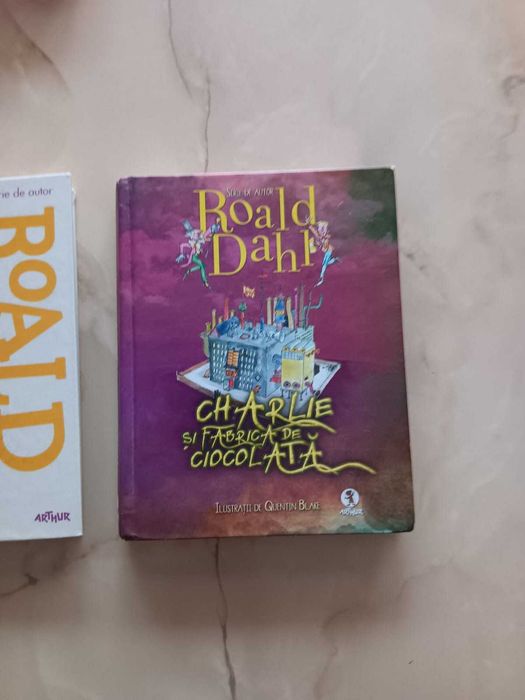 rie de autor
ROALD
ARTHUR
Serie de autor
Roald
Dahl
CHARLIE
ȘI FABRICA DE
CIOCOLATĂ
Ilustrații de Quentin Blake
ARTHUR